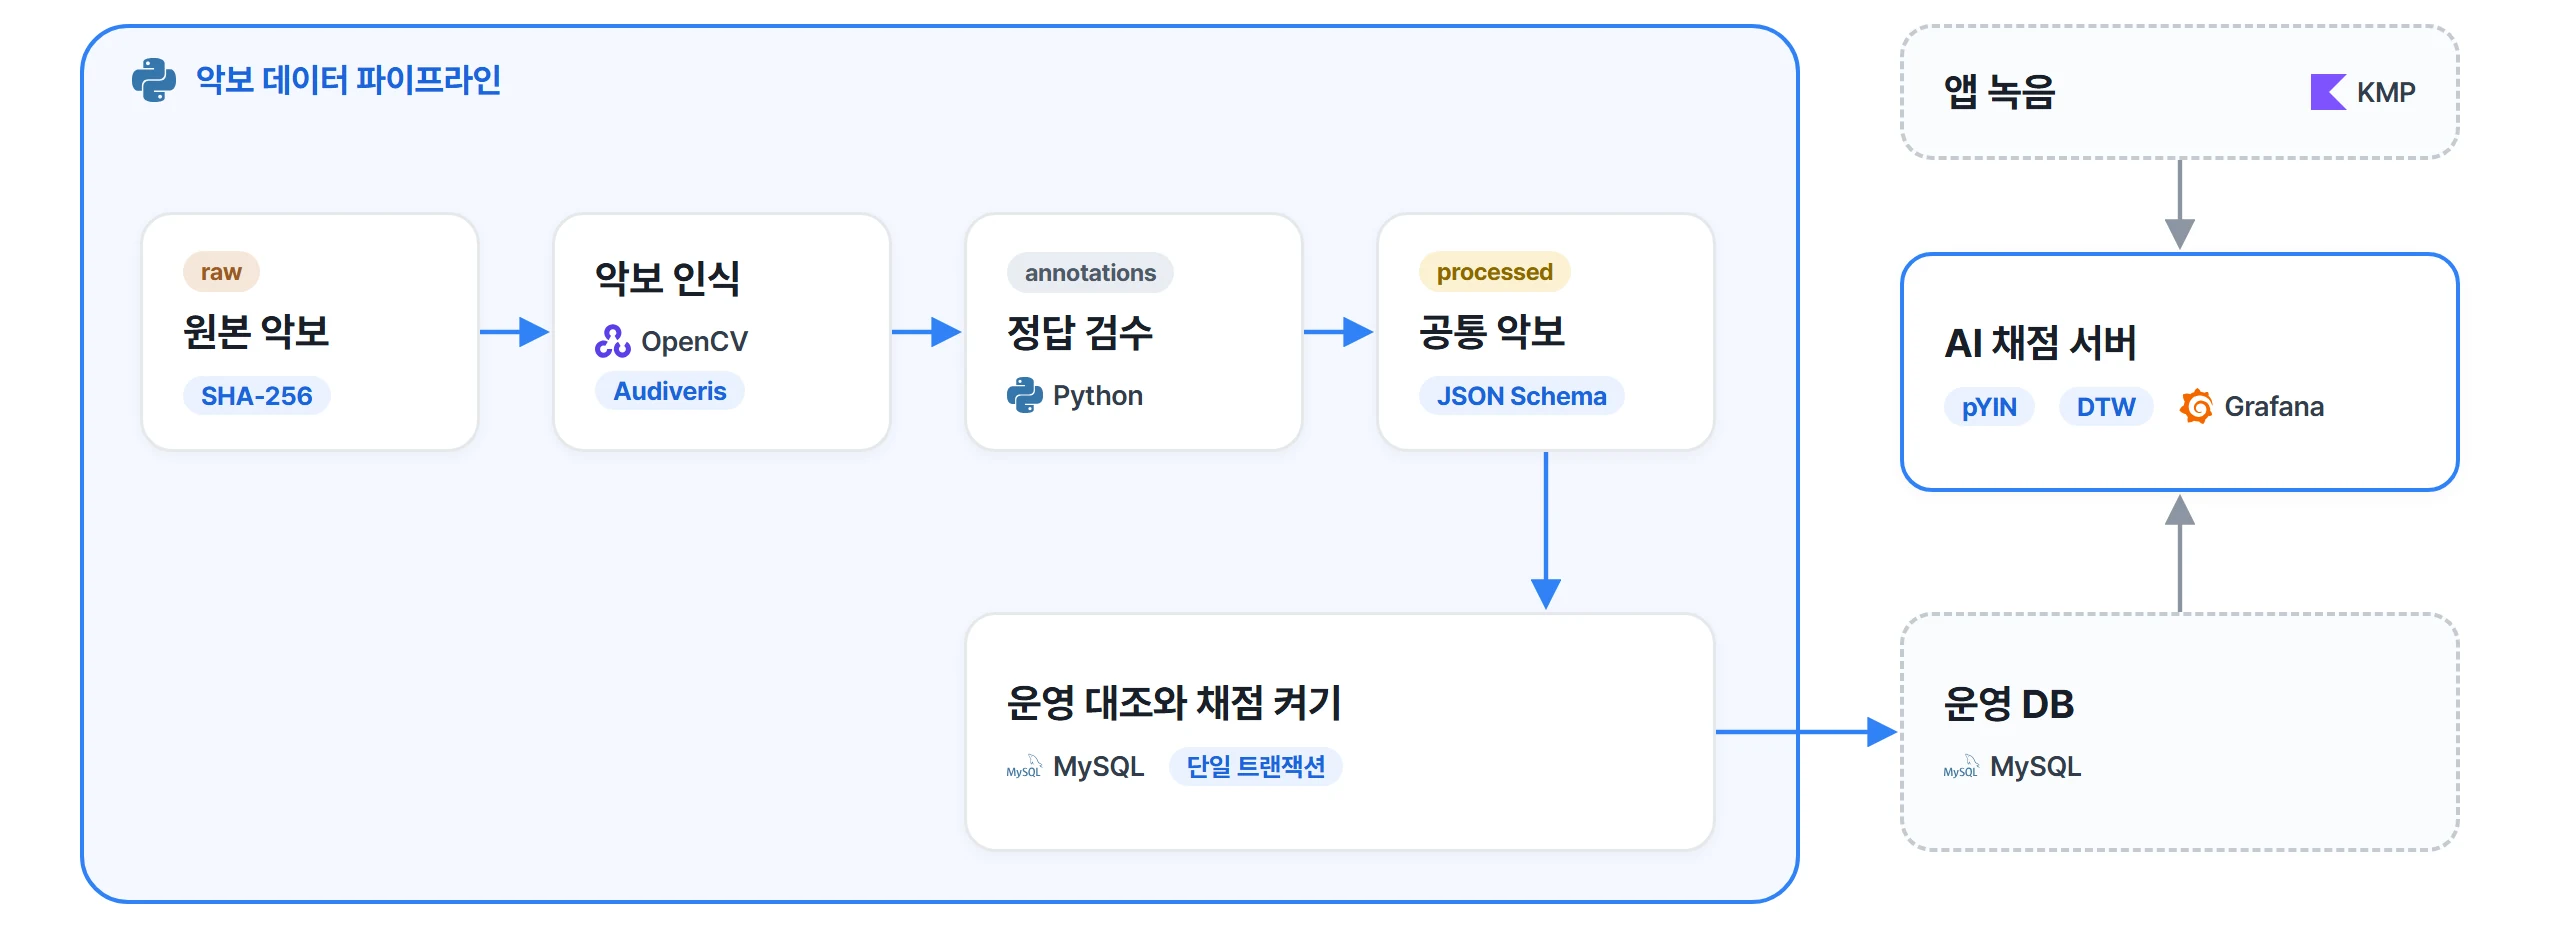 악보 데이터 파이프라인
raw
원본 악보
SHA-256
악보 인식
OpenCV
Audiveris
annotations
정답 검수
Python
processed
공통 악보
JSON Schema
운영 대조와 채점 켜기
MySQL MySQL 단일 트랜잭션
앱 녹음 KMP
AI 채점 서버
pYIN DTW Grafana
운영 DB
MySQL MySQL